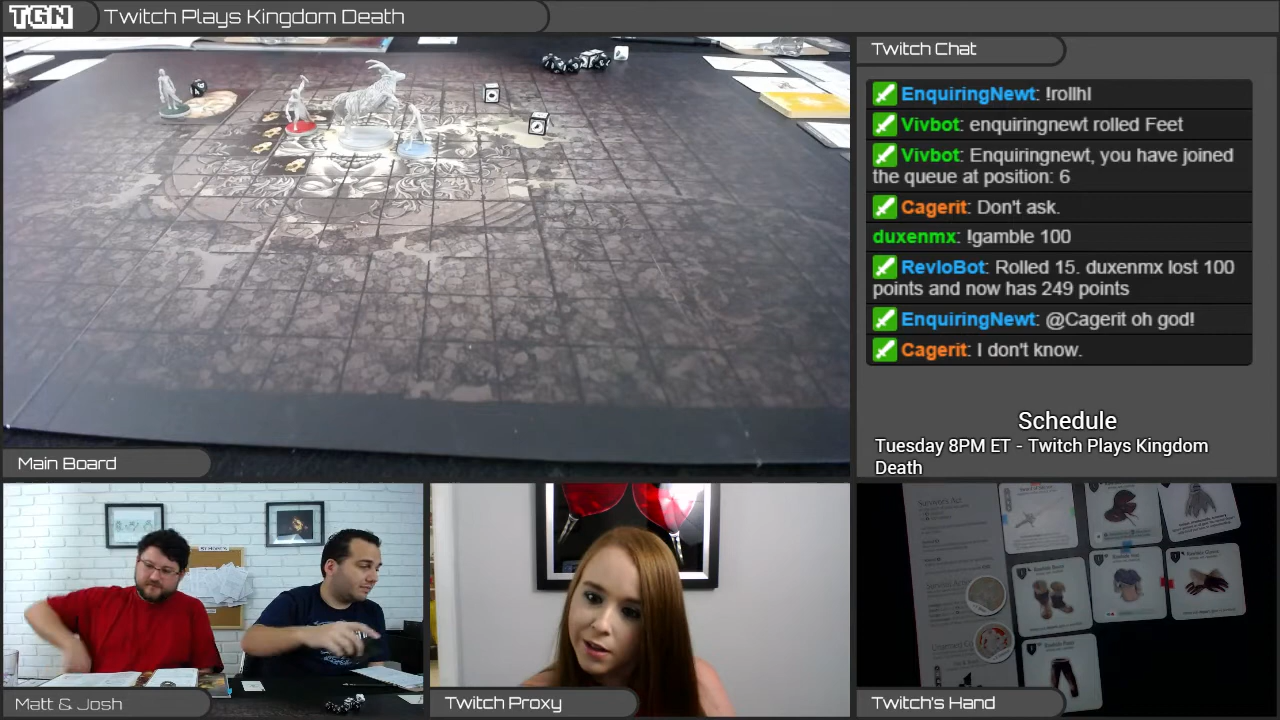 TGN
Twitch Plays Kingdom Death
Twitch Chat
EnquiringNewt: !rollhl
Vivbot: enquiringnewt rolled Feet
Vivbot: Enquiringnewt, you have joined
the queue at position: 6
Cagerit: Don't ask.
duxenmx: !gamble 100
RevloBot: Rolled 15. duxenmx lost 100
points and now has 249 points
EnquiringNewt: @Cagerit oh god!
Cagerit: I don't know.
Schedule
Tuesday 8PM ET - Twitch Plays Kingdom
Death
Main Board
Matt & Josh
Twitch Proxy
Twitch's Hand